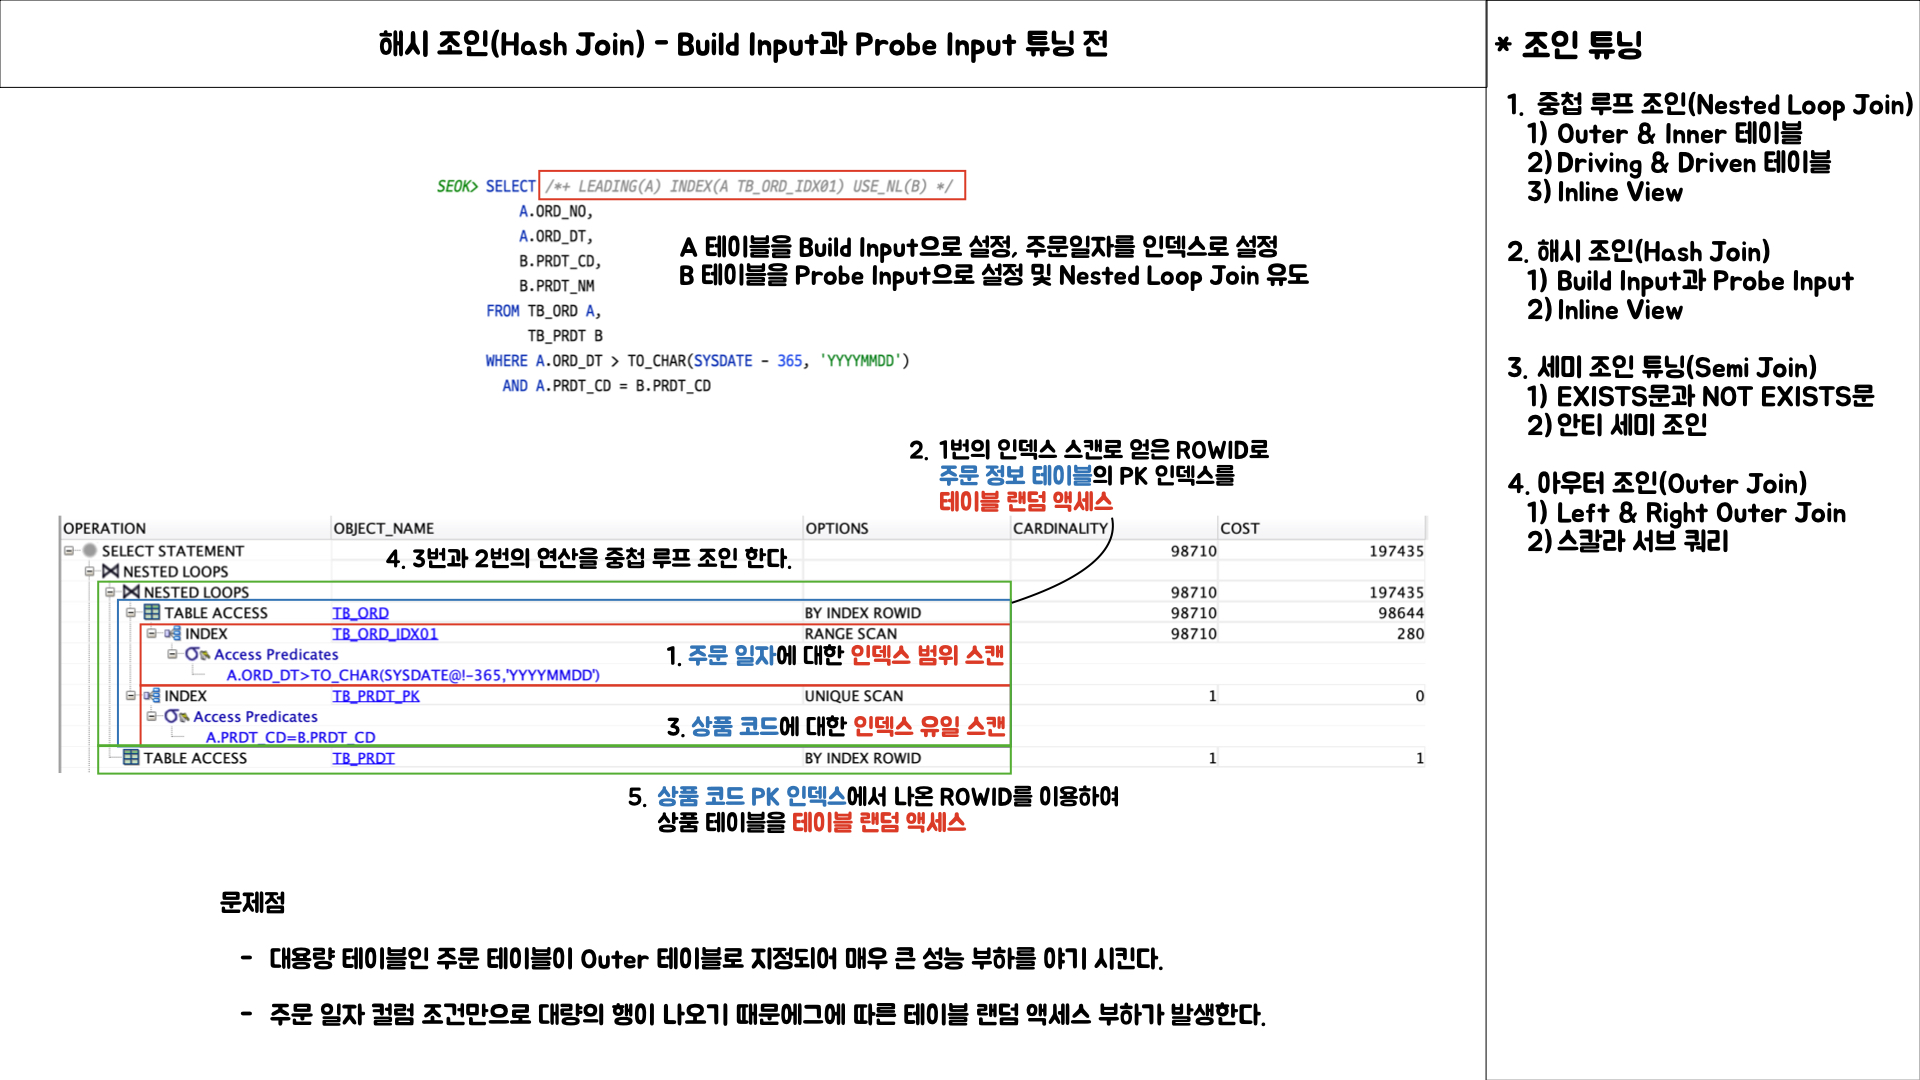 해시 조인(Hash Join) - Build Input과 Probe Input 튜닝 전
SEOK> SELECT /*+ LEADING(A) INDEX(A TB_ORD_IDX01) USE_NL(B) */
A.ORD_NO,
A.ORD_DT,
B.PRDT_CD,
B.PRDT_NM
FROM TB_ORD A,
TB_PRDT B
WHERE A.ORD_DT > TO_CHAR(SYSDATE - 365, 'YYYYMMDD')
AND A.PRDT_CD = B.PRDT_CD
A 테이블을 Build Input으로 설정, 주문일자를 인덱스로 설정
B 테이블을 Probe Input으로 설정 및 Nested Loop Join 유도
2. 1번의 인덱스 스캔로 얻은 ROWID로
주문 정보 테이블의 PK 인덱스를
테이블 랜덤 액세스
OPERATION OBJECT_NAME OPTIONS CARDINALITY COST
SELECT STATEMENT 98710 197435
4. 3번과 2번의 연산을 중첩 루프 조인 한다.
NESTED LOOPS
NESTED LOOPS 98710 197435
TABLE ACCESS TB_ORD BY INDEX ROWID 98710 98644
INDEX TB_ORD_IDX01 RANGE SCAN 98710 280
Access Predicates
1. 주문 일자에 대한 인덱스 범위 스캔
A.ORD_DT>TO_CHAR(SYSDATE@!-365,'YYYYMMDD')
INDEX TB_PRDT_PK UNIQUE SCAN 1 0
Access Predicates
3. 상품 코드에 대한 인덱스 유일 스캔
A.PRDT_CD=B.PRDT_CD
TABLE ACCESS TB_PRDT BY INDEX ROWID 1 1
5. 상품 코드 PK 인덱스에서 나온 ROWID를 이용하여
상품 테이블을 테이블 랜덤 액세스
문제점
- 대용량 테이블인 주문 테이블이 Outer 테이블로 지정되어 매우 큰 성능 부하를 야기 시킨다.
- 주문 일자 컬럼 조건만으로 대량의 행이 나오기 때문에그에 따른 테이블 랜덤 액세스 부하가 발생한다.
* 조인 튜닝
1. 중첩 루프 조인(Nested Loop Join)
1) Outer & Inner 테이블
2) Driving & Driven 테이블
3) Inline View
2. 해시 조인(Hash Join)
1) Build Input과 Probe Input
2) Inline View
3. 세미 조인 튜닝(Semi Join)
1) EXISTS문과 NOT EXISTS문
2) 안티 세미 조인
4. 아우터 조인(Outer Join)
1) Left & Right Outer Join
2) 스칼라 서브 쿼리